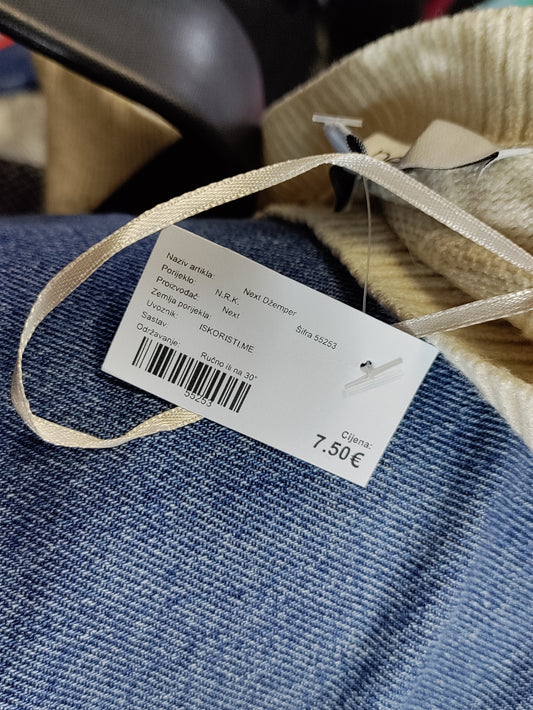 Naziv artikla: Next Džemper
Porijeklo: N.R.K. Šifra 55253
Proizvođač: Next
Zemlja porijekla:
Uvoznik: ISKORISTI.ME
Sastav:
Održavanje: Ručno ili na 30°
55253
Cijena:
7.50€